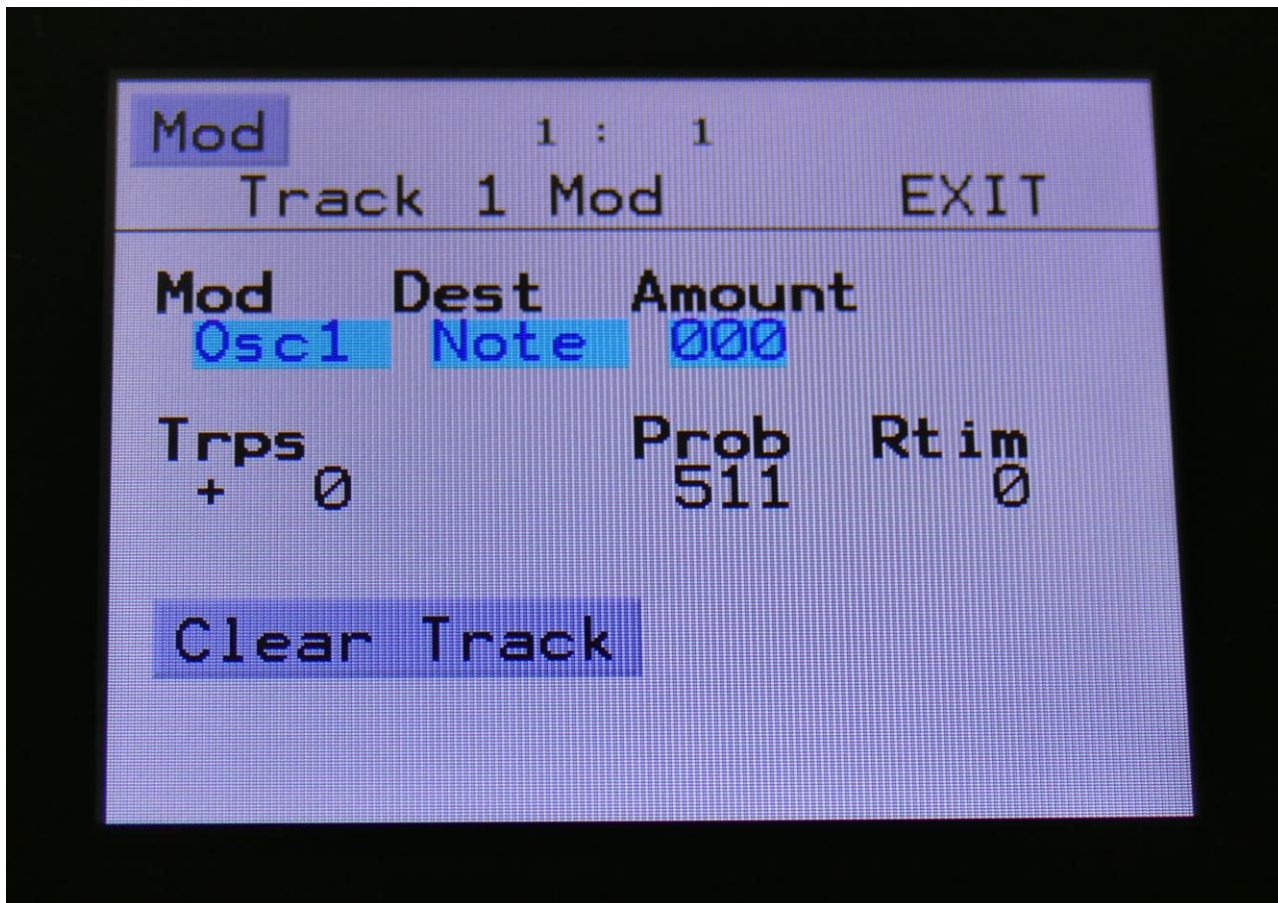 Mod 1 : 1
Track 1 Mod EXIT
Mod Dest Amount
Osc1 Note 000
Trps Prob Rtim
+ 0 511 0
Clear Track